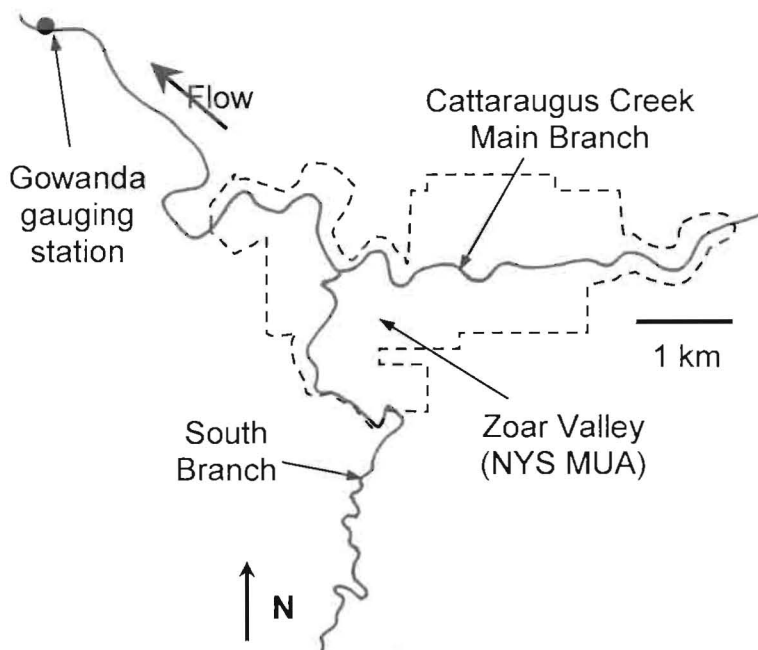 Flow
Cattaraugus Creek
Main Branch
Gowanda
gauging
station
1 km
South
Branch
Zoar Valley
(NYS MUA)
N